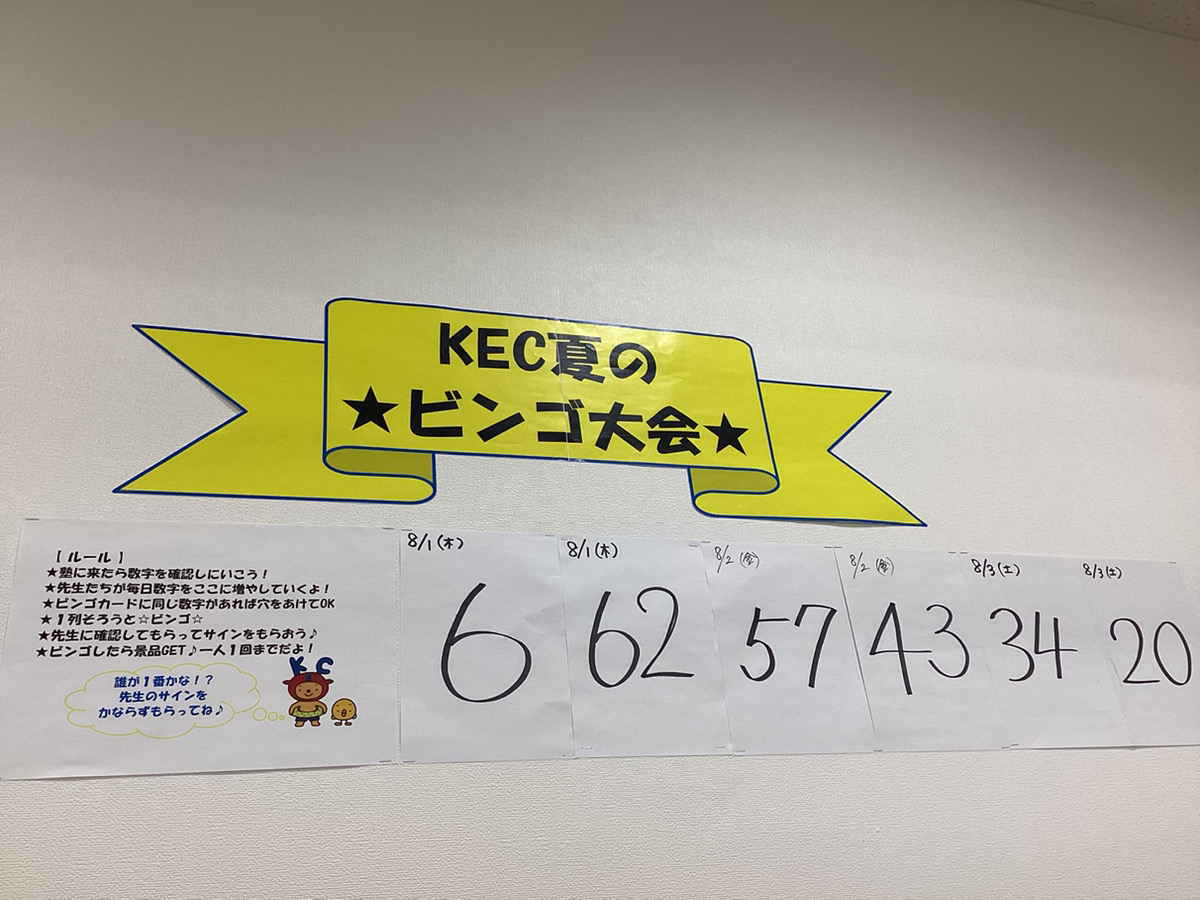 KEC夏の
★ビンゴ大会★
【ルール】
★塾に来たら数字を確認しにいこう！
★先生たちが毎日数字をここに増やしていくよ！
★ビンゴカードに同じ数字があれば穴をあけてOK
★１列そろうと☆ビンゴ☆
★先生に確認してもらってサインをもらおう♪
★ビンゴしたら景品GET♪一人１回までだよ！
KC
誰が１番かな！？
先生のサインを
かならずもらってね♪
8/1(木)
6
8/1(木)
62
8/2(金)
57
8/2(金)
43
8/3(土)
34
8/3(土)
20